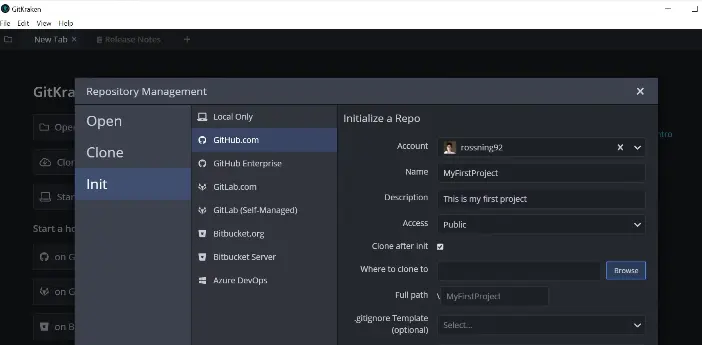 GitKraken
File Edit View Help
New Tab
Release Notes
GitKra
Repository Management
Open
Clone
Init
Local Only
GitHub.com
GitHub Enterprise
GitLab.com
GitLab (Self-Managed)
Bitbucket.org
Bitbucket Server
Azure DevOps
Initialize a Repo
Account rossning92
Name MyFirstProject
Description This is my first project
Access Public
Clone after init
Where to clone to Browse
Full path \ MyFirstProject
.gitignore Template
(optional) Select...
Ope
Clon
Star
Start a ho
on G
on G
on B
ntro